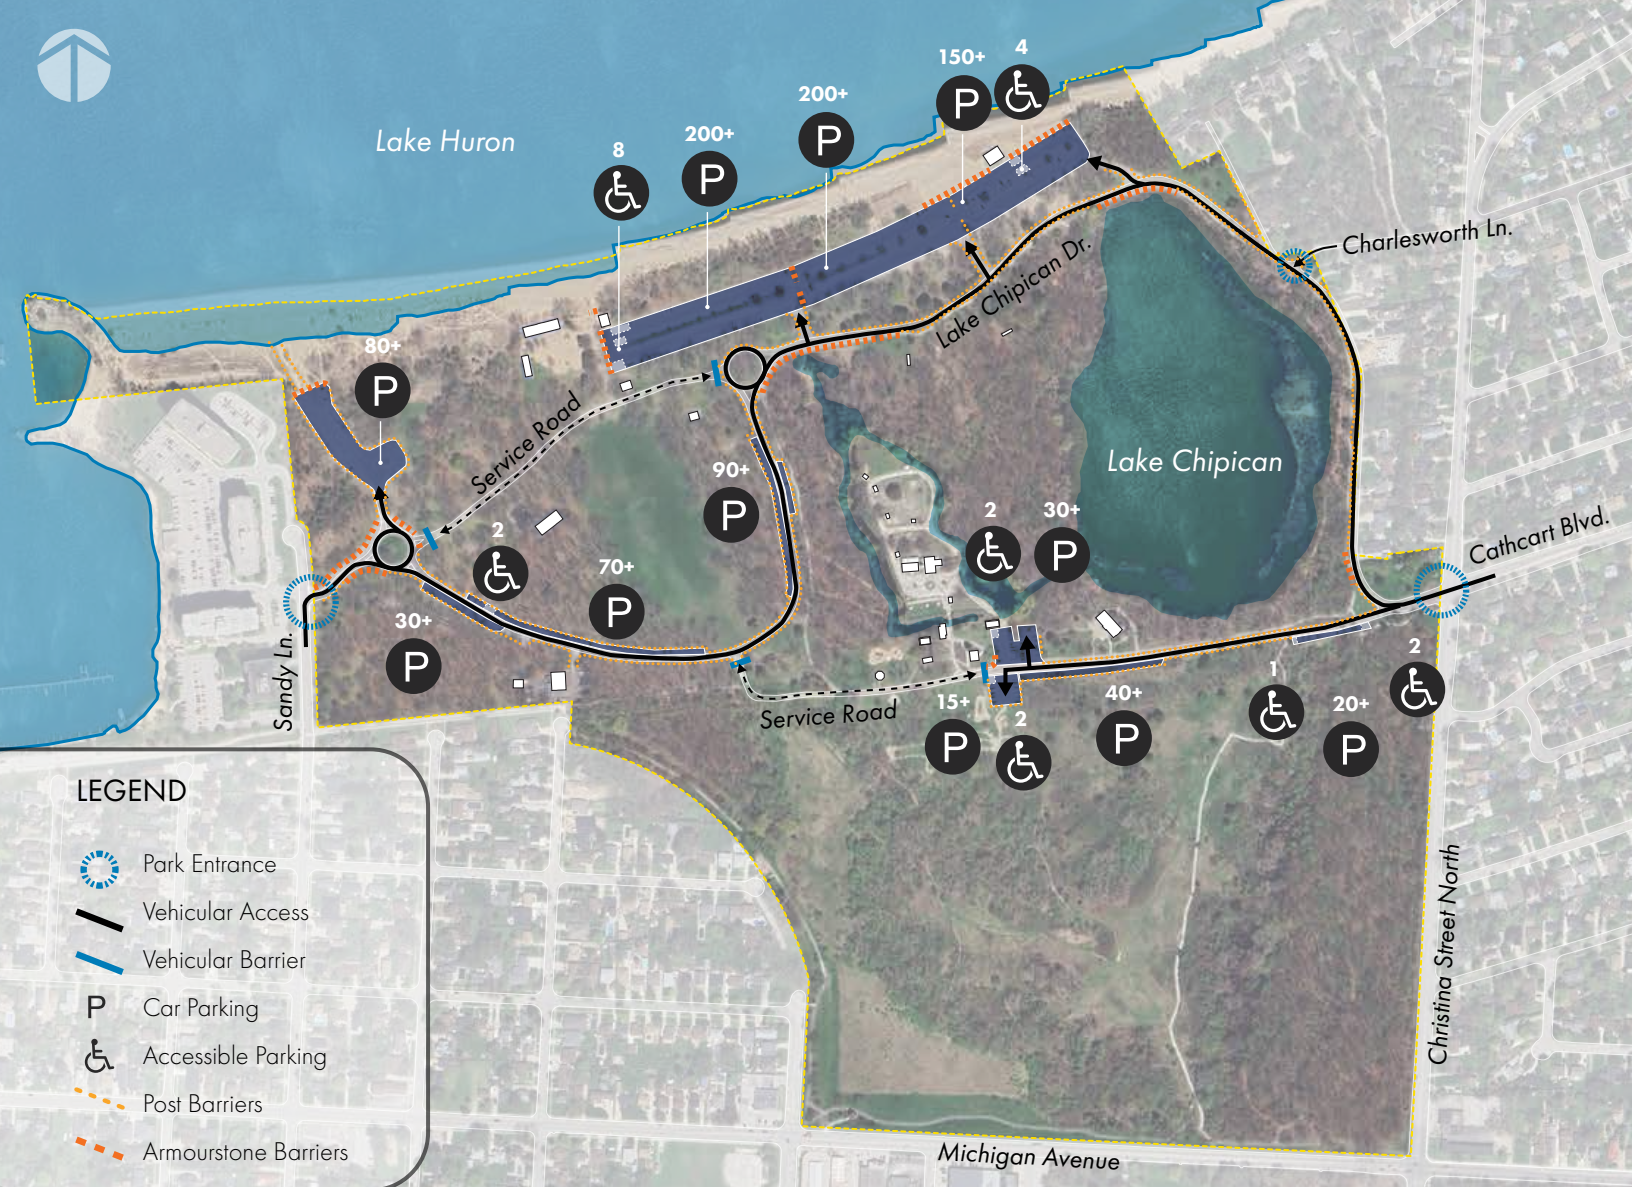 4
150+
P
200+
P
Lake Huron
200+
P
8
Charlesworth Ln.
Lake Chipican Dr.
80+
P
Service Road
90+
P
Lake Chipican
2
30+
P
Cathcart Blvd.
2
70+
P
30+
P
Sandy Ln.
Service Road
15+
P
2
40+
P
1
20+
P
2
LEGEND
Park Entrance
Vehicular Access
Vehicular Barrier
P Car Parking
Accessible Parking
Post Barriers
Armourstone Barriers
Christina Street North
Michigan Avenue